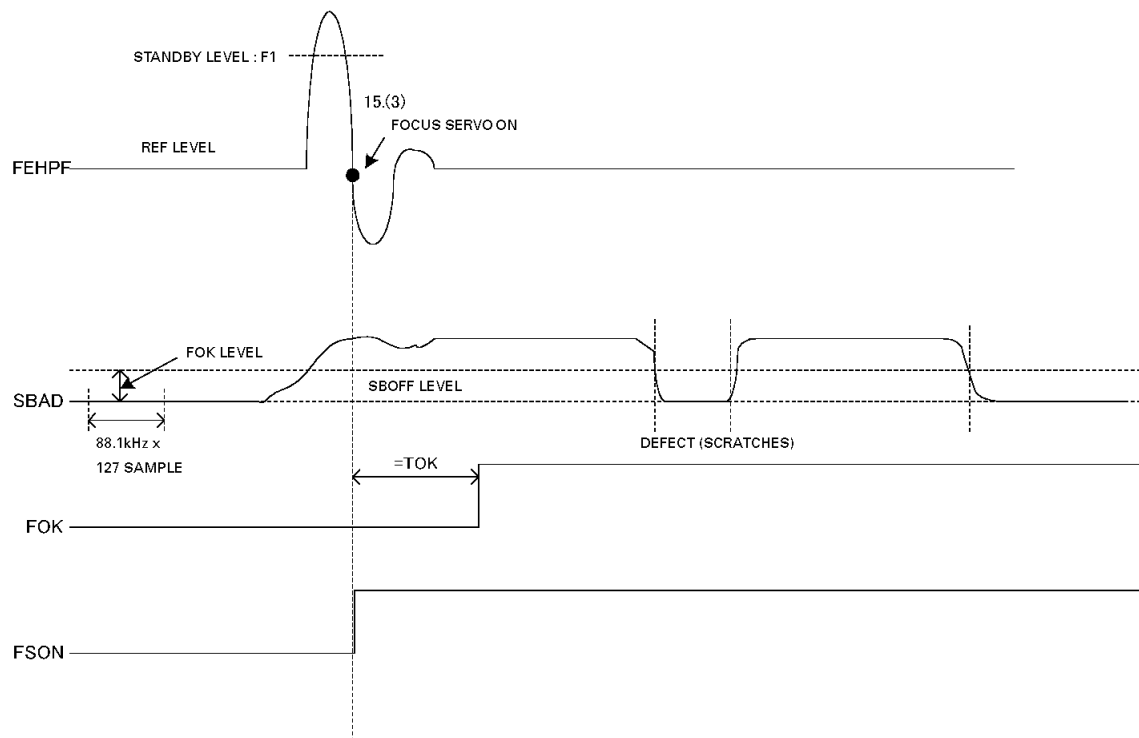 STANDBY LEVEL : F1
15.(3)
FOCUS SERVO ON
REF LEVEL
FEHPF
FOK LEVEL
SBOFF LEVEL
SBAD
88.1kHz x
127 SAMPLE
DEFECT (SCRATCHES)
=TOK
FOK
FSON